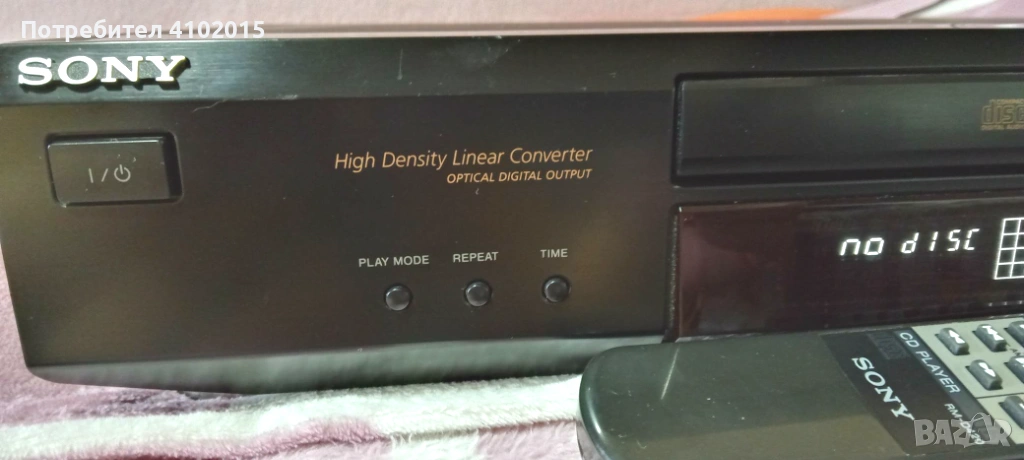 Потребител 4102015
SONY
I/⏻
High Density Linear Converter
OPTICAL DIGITAL OUTPUT
PLAY MODE REPEAT TIME
no dISC
CD PLAYER
SONY
BAZAR